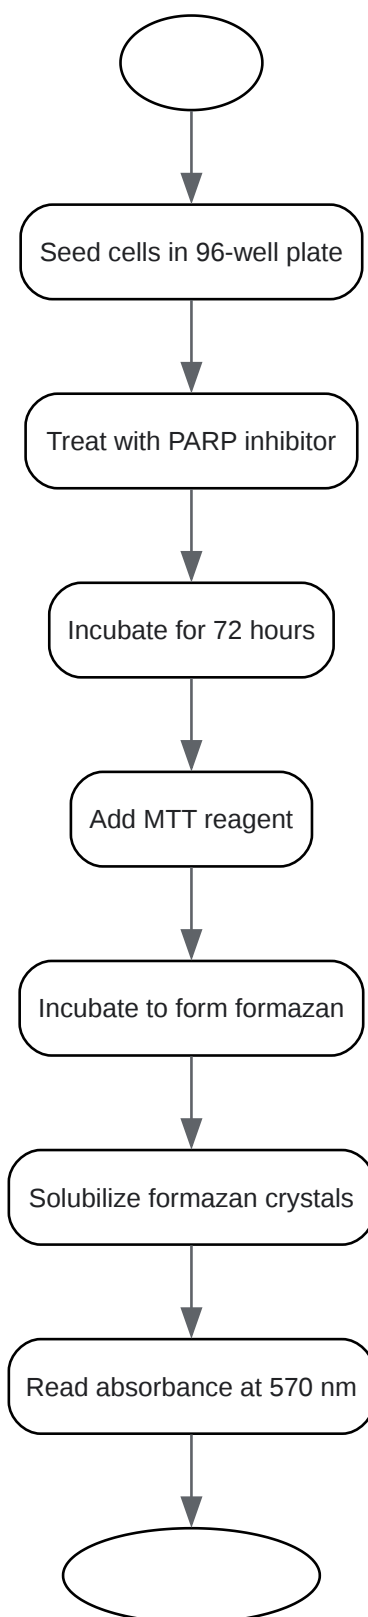 Seed cells in 96-well plate
Treat with PARP inhibitor
Incubate for 72 hours
Add MTT reagent
Incubate to form formazan
Solubilize formazan crystals
Read absorbance at 570 nm